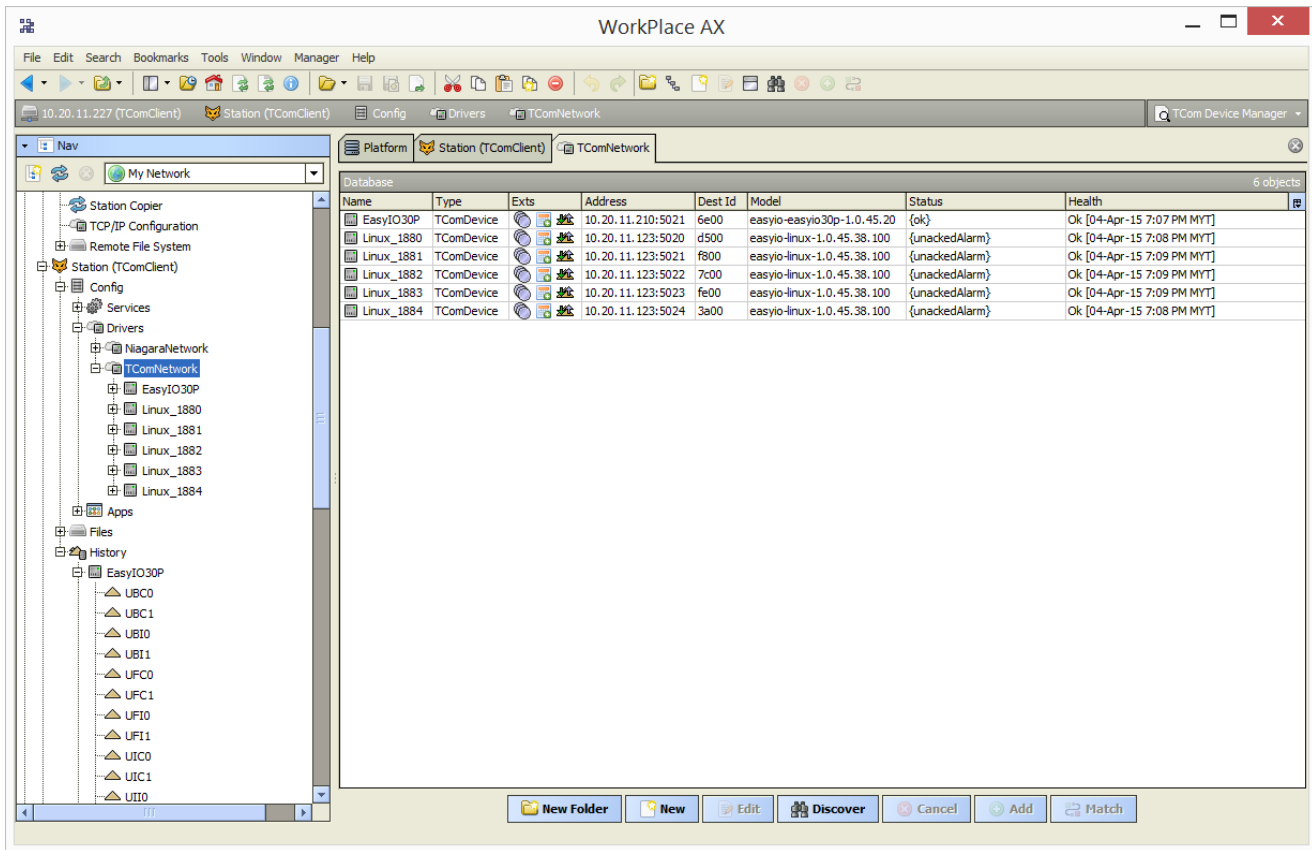 WorkPlace AX
File Edit Search Bookmarks Tools Window Manager Help
10.20.11.227 (TComClient) Station (TComClient) Config Drivers TComNetwork TCom Device Manager
Nav
My Network
Station Copier
TCP/IP Configuration
Remote File System
Station (TComClient)
Config
Services
Drivers
NiagaraNetwork
TComNetwork
EasyIO30P
Linux_1880
Linux_1881
Linux_1882
Linux_1883
Linux_1884
Apps
Files
History
EasyIO30P
UBC0
UBC1
UBI0
UBI1
UFC0
UFC1
UFI0
UFI1
UIC0
UIC1
UII0
Platform Station (TComClient) TComNetwork
Database 6 objects
Name Type Exts Address Dest Id Model Status Health
EasyIO30P TComDevice 10.20.11.210:5021 6e00 easyio-easyio30p-1.0.45.20 {ok} Ok [04-Apr-15 7:07 PM MYT]
Linux_1880 TComDevice 10.20.11.123:5020 d500 easyio-linux-1.0.45.38.100 {unackedAlarm} Ok [04-Apr-15 7:08 PM MYT]
Linux_1881 TComDevice 10.20.11.123:5021 f800 easyio-linux-1.0.45.38.100 {unackedAlarm} Ok [04-Apr-15 7:09 PM MYT]
Linux_1882 TComDevice 10.20.11.123:5022 7c00 easyio-linux-1.0.45.38.100 {unackedAlarm} Ok [04-Apr-15 7:09 PM MYT]
Linux_1883 TComDevice 10.20.11.123:5023 fe00 easyio-linux-1.0.45.38.100 {unackedAlarm} Ok [04-Apr-15 7:09 PM MYT]
Linux_1884 TComDevice 10.20.11.123:5024 3a00 easyio-linux-1.0.45.38.100 {unackedAlarm} Ok [04-Apr-15 7:08 PM MYT]
New Folder New Edit Discover Cancel Add Match